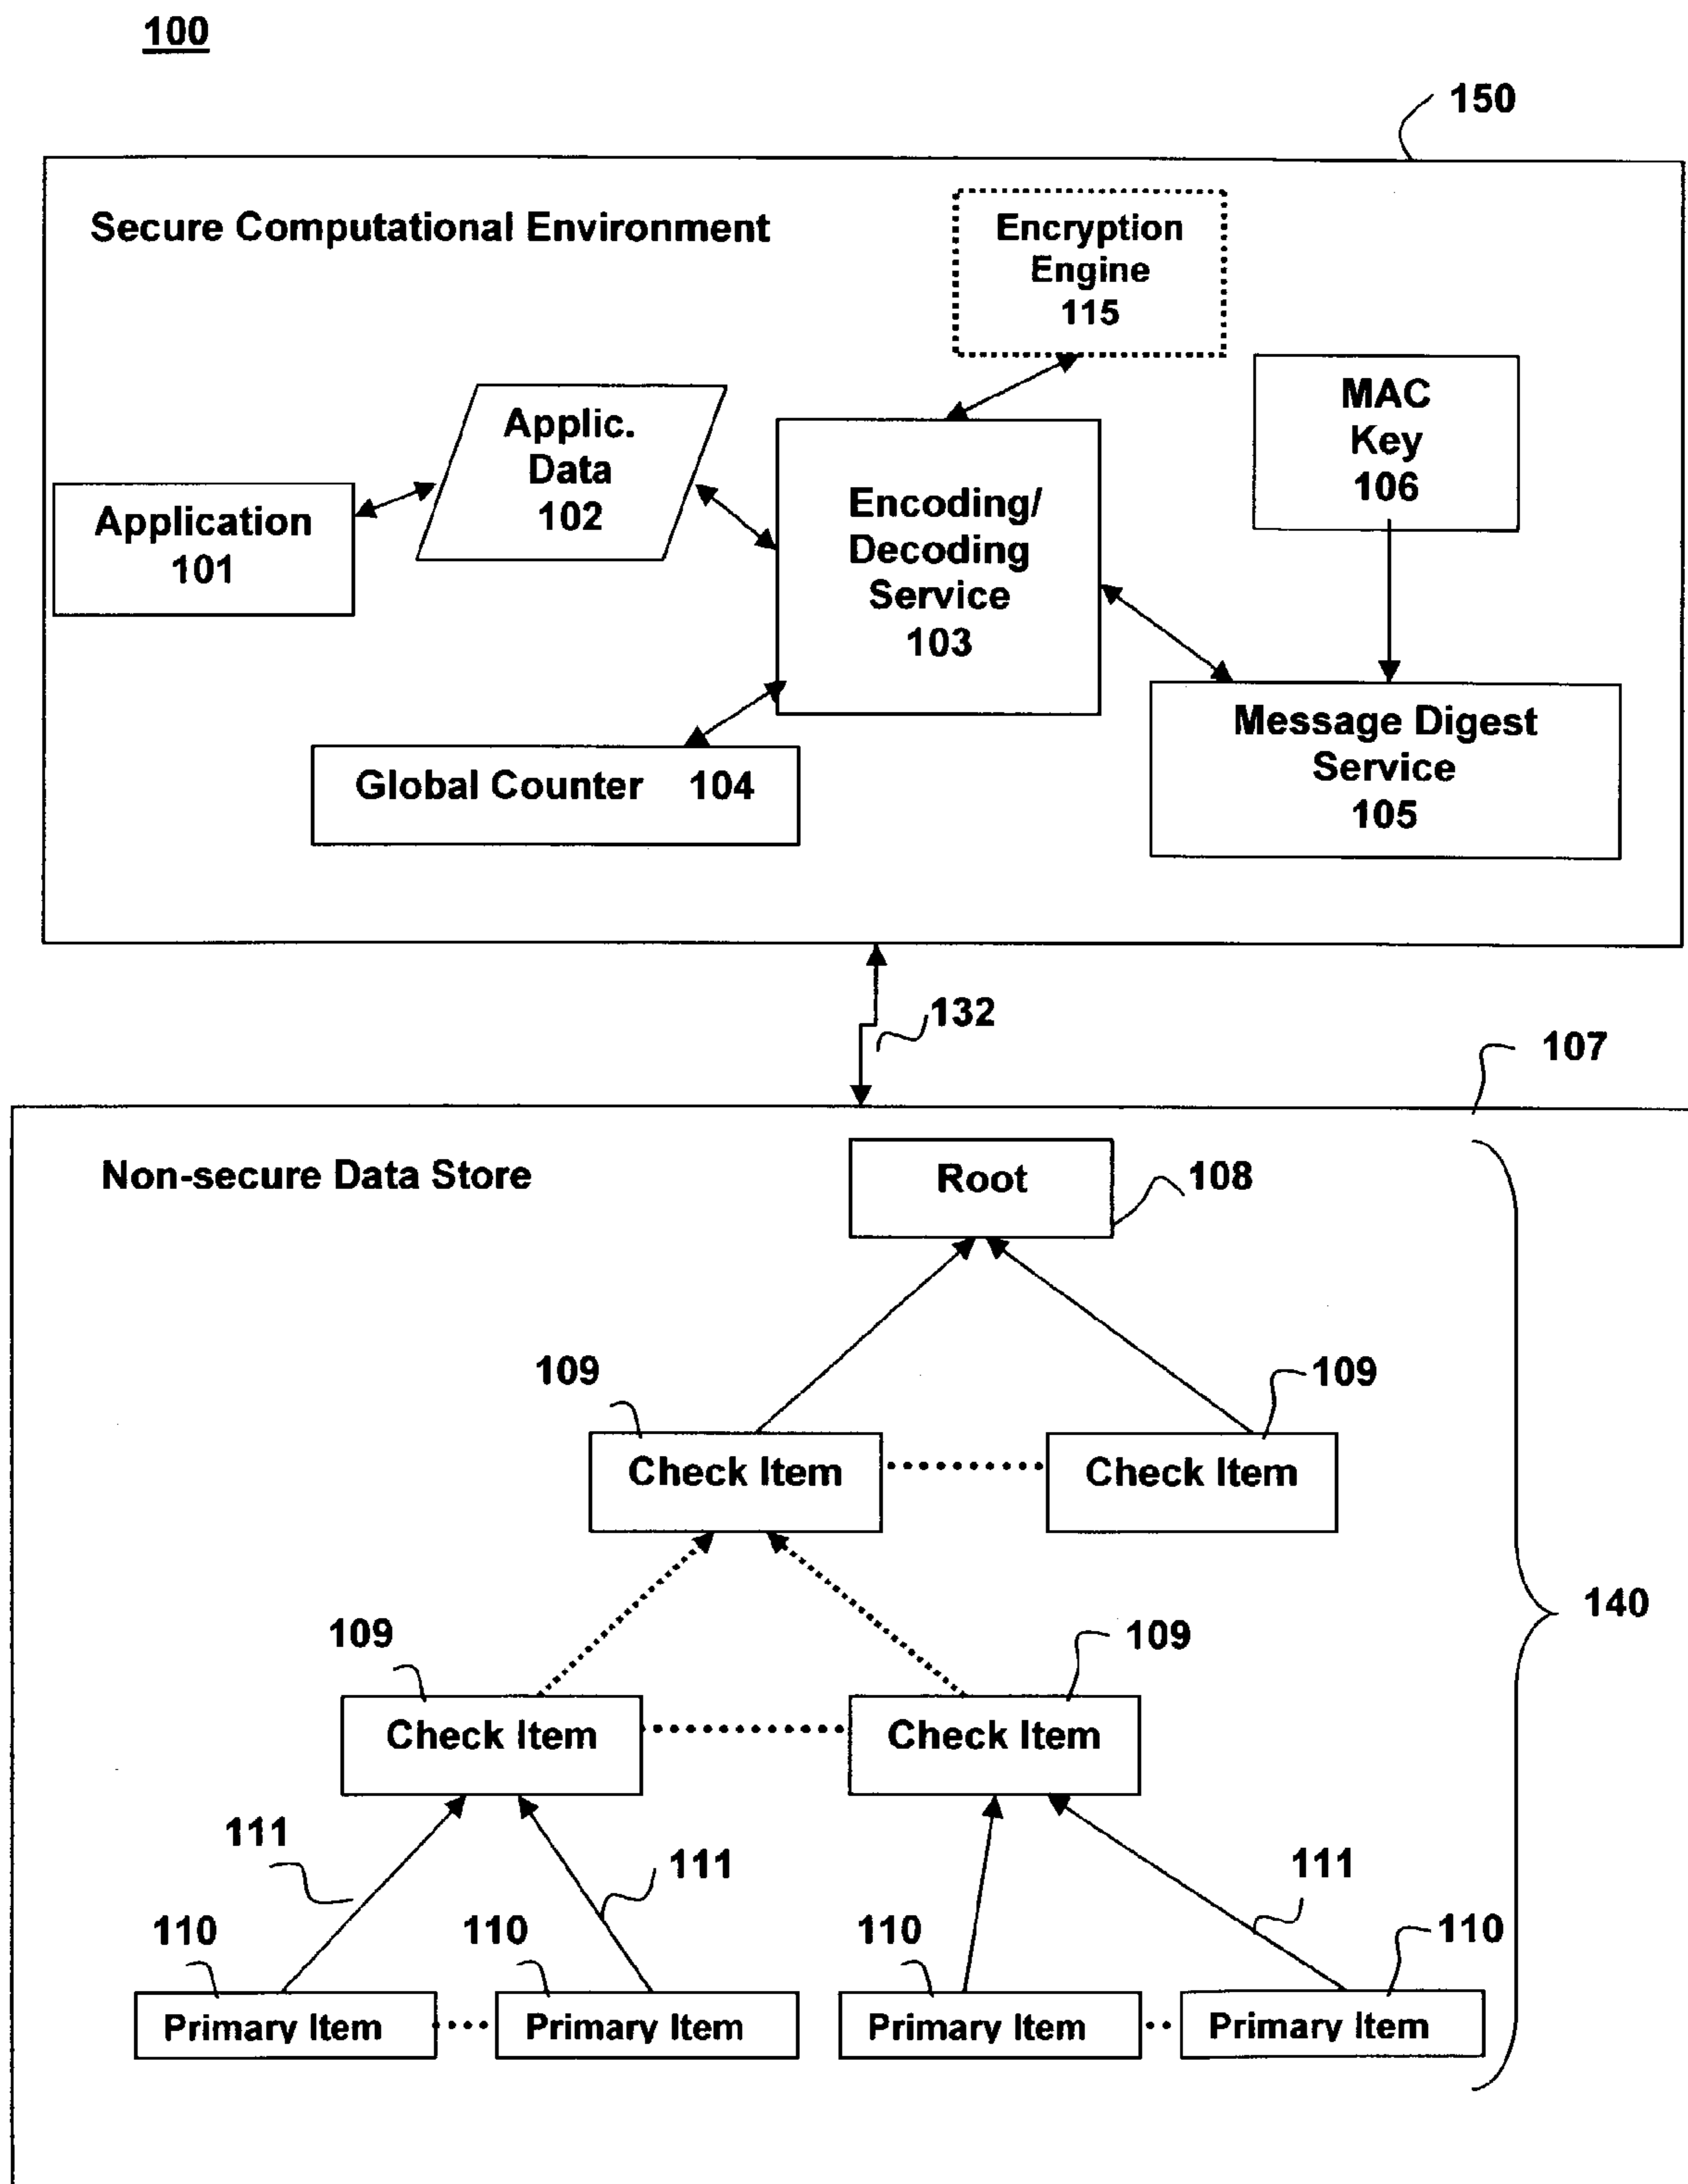 100
150
Secure Computational Environment
Encryption
Engine
115
MAC
Key
106
Applic.
Data
102
Application
101
Encoding/
Decoding
Service
103
Global Counter 104
Message Digest
Service
105
132
107
Non-secure Data Store
Root
108
109
109
Check Item
Check Item
140
109
109
Check Item
Check Item
111
111
111
110
110
110
110
Primary Item
Primary Item
Primary Item
Primary Item